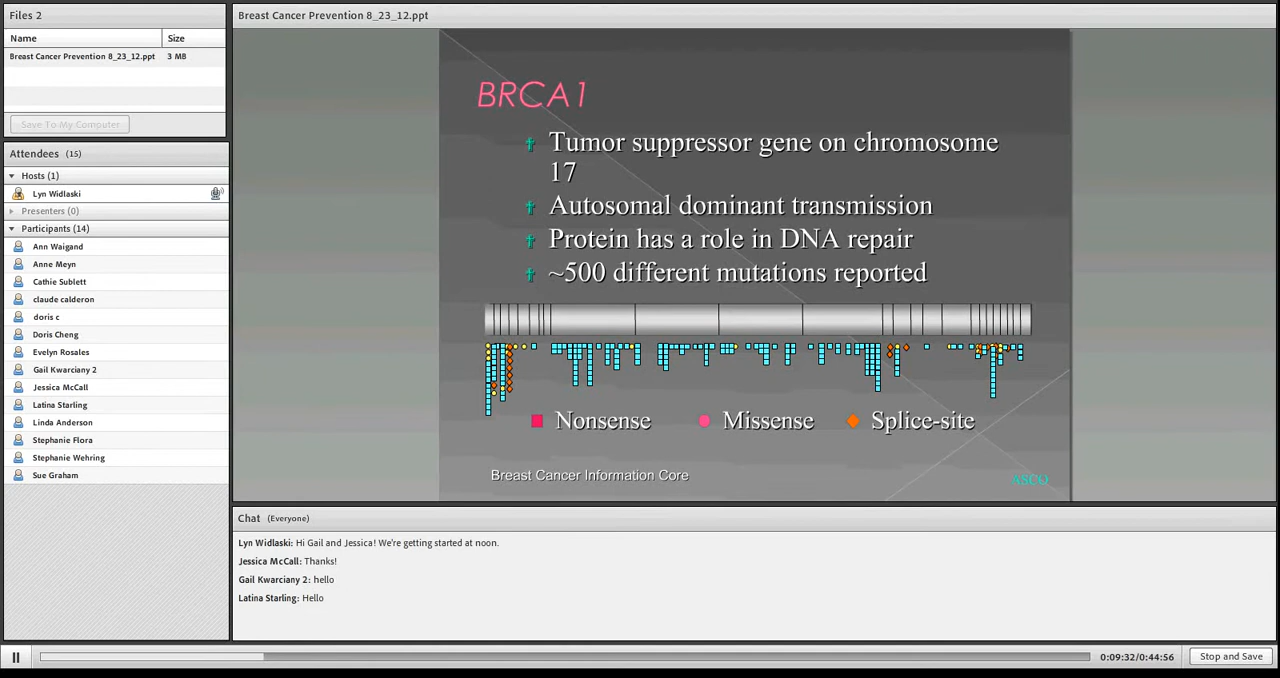 Files 2
Name Size
Breast Cancer Prevention 8_23_12.ppt 3 MB
Save To My Computer
Attendees (15)
Hosts (1)
Lyn Widlaski
Presenters (0)
Participants (14)
Ann Waigand
Anne Meyn
Cathie Sublett
claude calderon
doris c
Doris Cheng
Evelyn Rosales
Gail Kwarciany 2
Jessica McCall
Latina Starling
Linda Anderson
Stephanie Flora
Stephanie Wehring
Sue Graham
Breast Cancer Prevention 8_23_12.ppt
BRCA1
Tumor suppressor gene on chromosome
17
Autosomal dominant transmission
Protein has a role in DNA repair
~500 different mutations reported
Nonsense Missense Splice-site
Breast Cancer Information Core
ASCO
Chat (Everyone)
Lyn Widlaski: Hi Gail and Jessica! We're getting started at noon.
Jessica McCall: Thanks!
Gail Kwarciany 2: hello
Latina Starling: Hello
0:09:32/0:44:56 Stop and Save